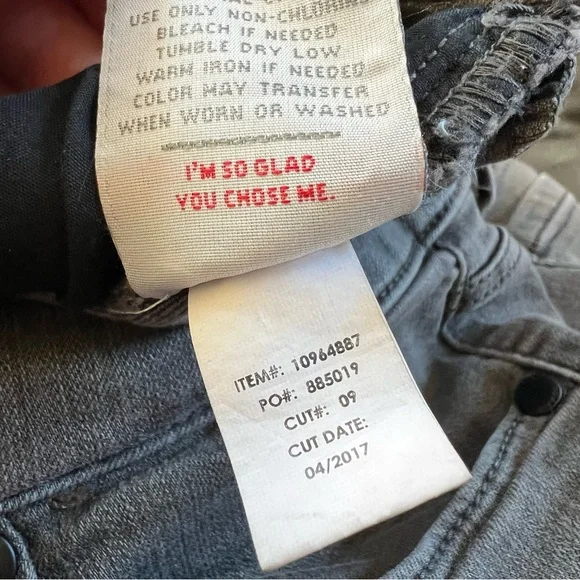 USE ONLY NON-CHLORINE
BLEACH IF NEEDED
TUMBLE DRY LOW
WARM IRON IF NEEDED
COLOR MAY TRANSFER
WHEN WORN OR WASHED
I'M SO GLAD
YOU CHOSE ME.
ITEM#: 10964887
PO#: 885019
CUT#: 09
CUT DATE:
04/2017